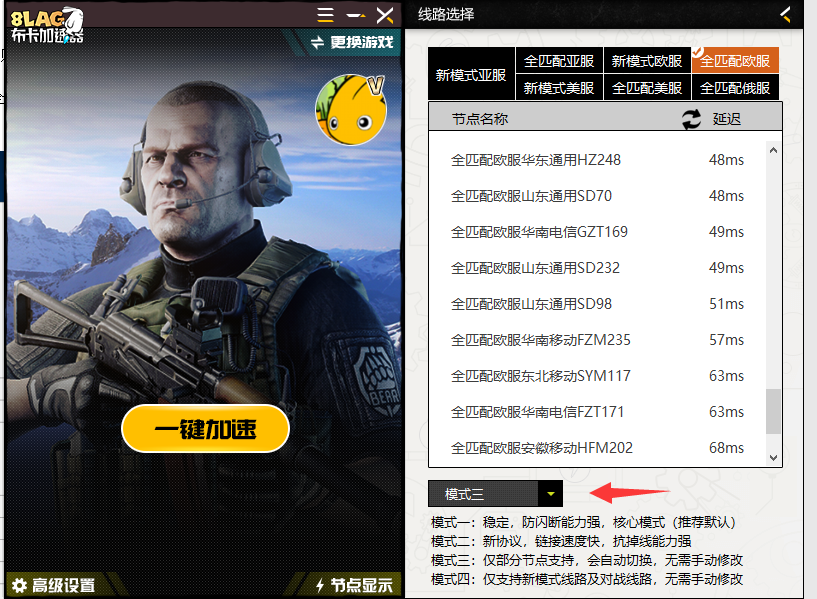 8LAG
布卡加速器
更换游戏
V
BEAR
一键加速
高级设置
节点显示
线路选择
新模式亚服
全匹配亚服
新模式欧服
全匹配欧服
新模式美服
全匹配美服
全匹配俄服
节点名称 延迟
全匹配欧服华东通用HZ248 48ms
全匹配欧服山东通用SD70 48ms
全匹配欧服华南电信GZT169 49ms
全匹配欧服山东通用SD232 49ms
全匹配欧服山东通用SD98 51ms
全匹配欧服华南移动FZM235 57ms
全匹配欧服东北移动SYM117 63ms
全匹配欧服华南电信FZT171 63ms
全匹配欧服安徽移动HFM202 68ms
模式三
模式一：稳定，防闪断能力强，核心模式（推荐默认）
模式二：新协议，链接速度快，抗掉线能力强
模式三：仅部分节点支持，会自动切换，无需手动修改
模式四：仅支持新模式线路及对战线路，无需手动修改